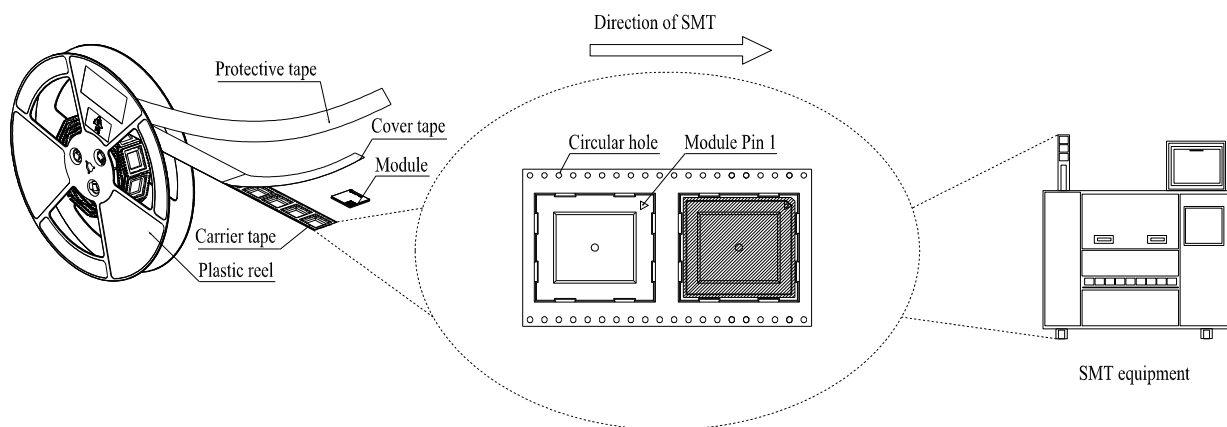 Direction of SMT
Protective tape
Cover tape
Module
Circular hole
Module Pin 1
Carrier tape
Plastic reel
SMT equipment